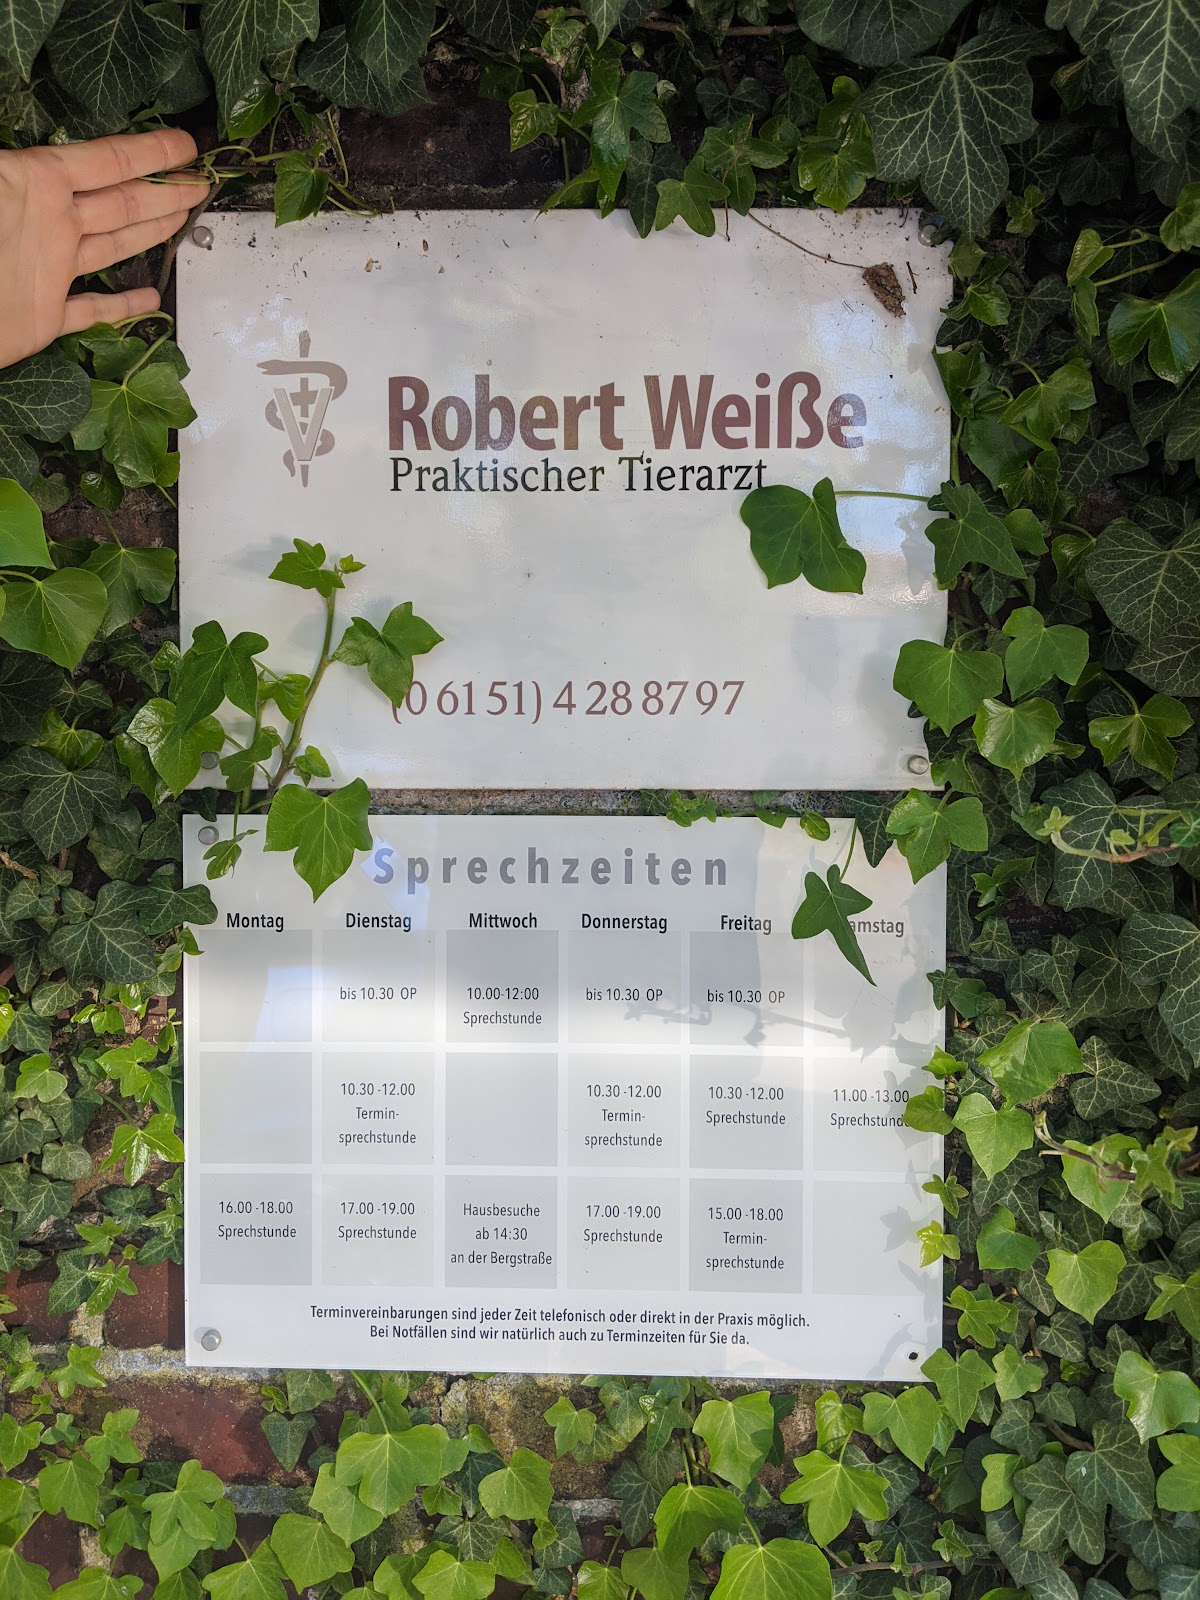 V
Robert Weiße
Praktischer Tierarzt
(0 61 51) 4 28 87 97
Sprechzeiten
Montag Dienstag Mittwoch Donnerstag Freitag amstag
bis 10.30 OP 10.00-12:00 bis 10.30 OP bis 10.30 OP
Sprechstunde
10.30 -12.00 10.30 -12.00 10.30 -12.00 11.00 -13.00
Termin- Termin- Sprechstunde Sprechstunde
sprechstunde sprechstunde
16.00 -18.00 17.00 -19.00 Hausbesuche 17.00 -19.00 15.00 -18.00
Sprechstunde Sprechstunde ab 14:30 Sprechstunde Termin-
an der Bergstraße sprechstunde
Terminvereinbarungen sind jeder Zeit telefonisch oder direkt in der Praxis möglich.
Bei Notfällen sind wir natürlich auch zu Terminzeiten für Sie da.